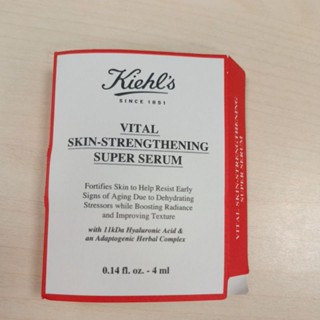 Kiehl's
SINCE 1851
VITAL
SKIN-STRENGTHENING
SUPER SERUM
Fortifies Skin to Help Resist Early
Signs of Aging Due to Dehydrating
Stressors while Boosting Radiance
and Improving Texture
with 11kDa Hyaluronic Acid &
an Adaptogenic Herbal Complex
0.14 fl. oz. - 4 ml
VITAL SKIN-STRENGTHENING
SUPER SERUM